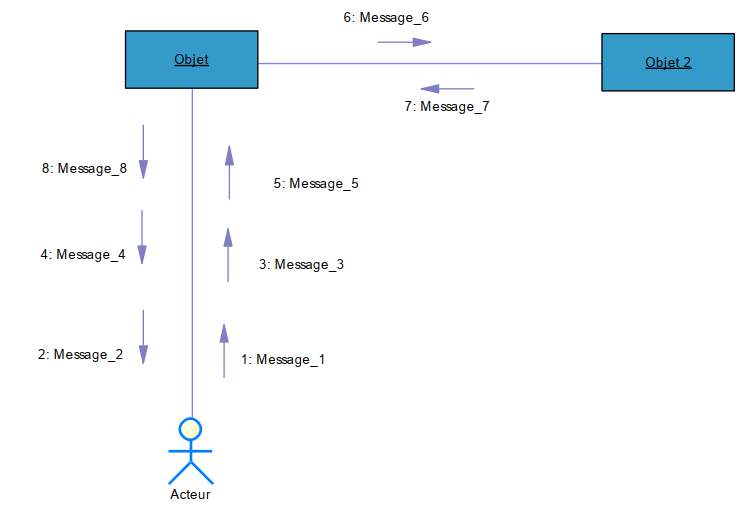 6: Message_6
Objet
Objet 2
7: Message_7
8: Message_8
5: Message_5
4: Message_4
3: Message_3
2: Message_2
1: Message_1
Acteur